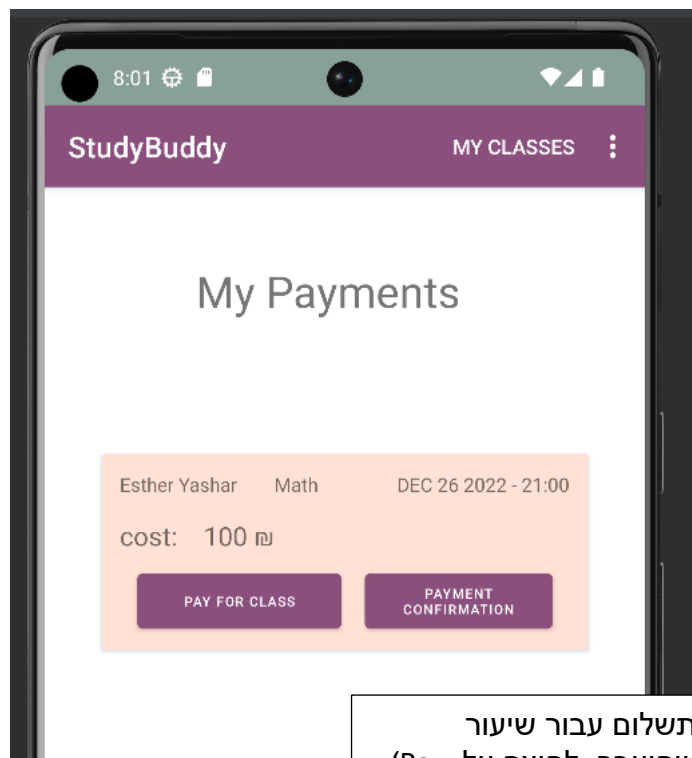 8:01
StudyBuddy MY CLASSES
My Payments
Esther Yashar Math DEC 26 2022 - 21:00
cost: 100 ₪
PAY FOR CLASS
PAYMENT
CONFIRMATION
תשלום עבור שיעור